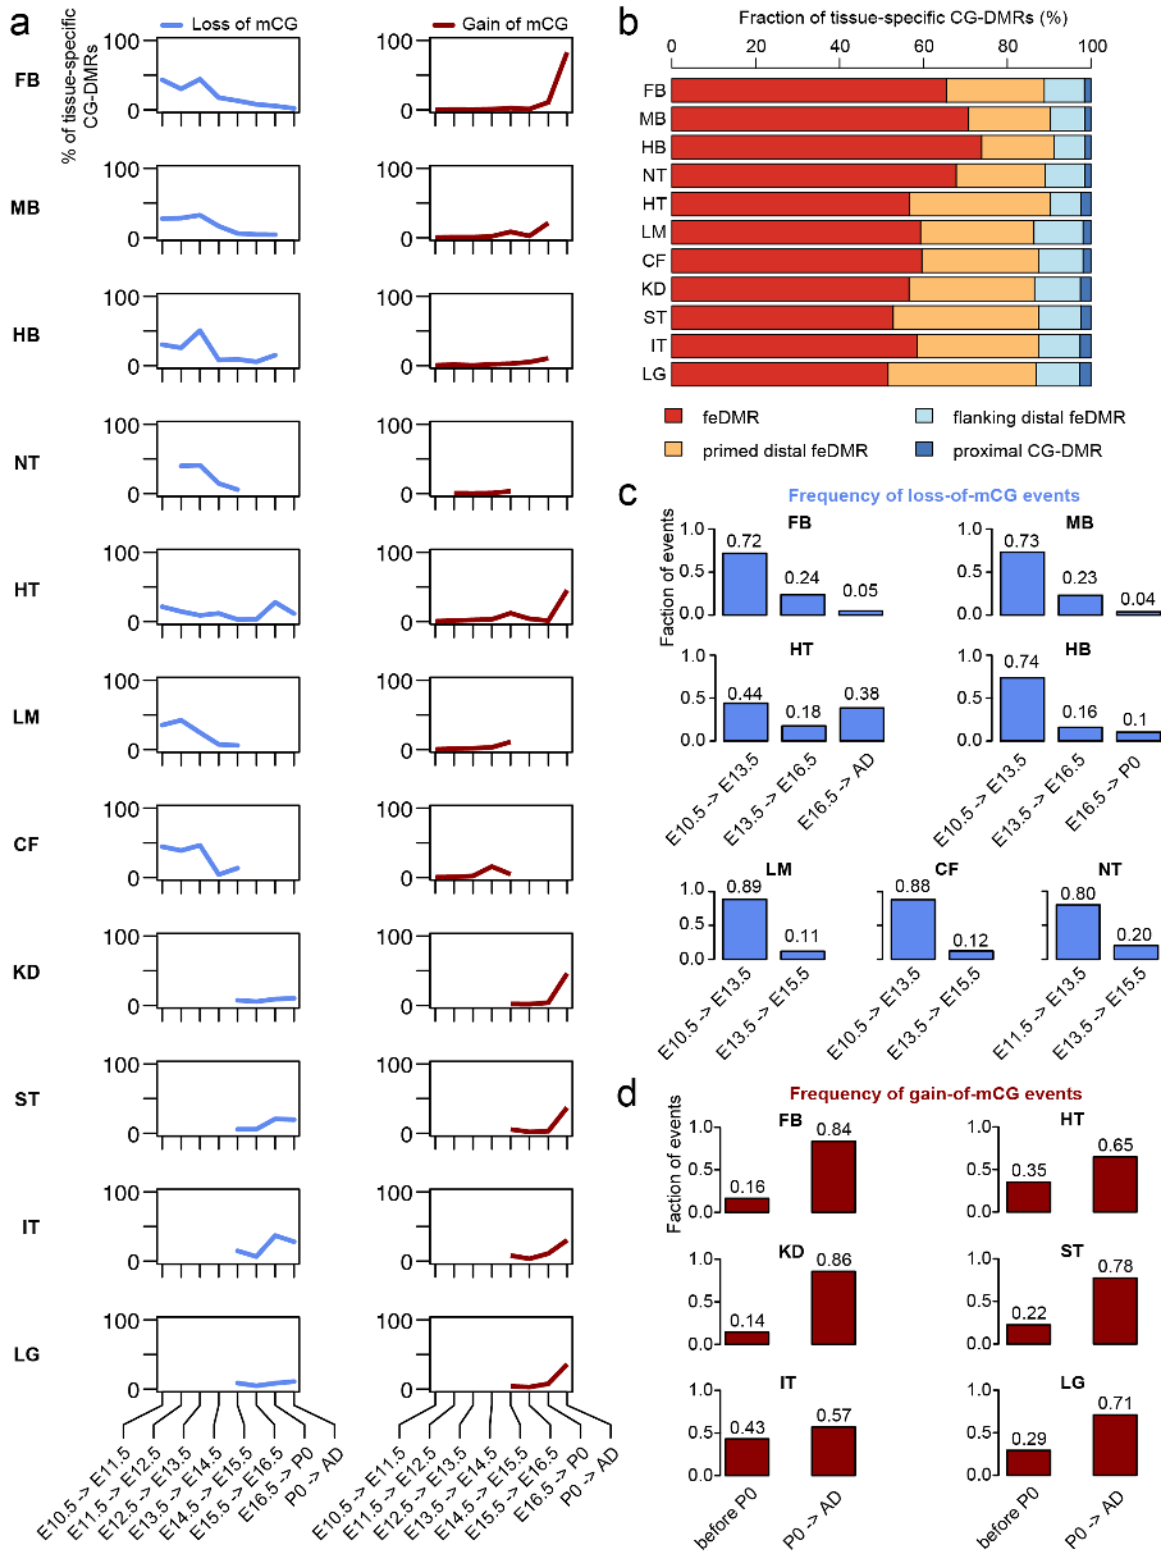 a
Loss of mCG
Gain of mCG
% of tissue-specific
CG-DMRs
FB
100
0
100
0
MB
100
0
100
0
HB
100
0
100
0
NT
100
0
100
0
HT
100
0
100
0
LM
100
0
100
0
CF
100
0
100
0
KD
100
0
100
0
ST
100
0
100
0
IT
100
0
100
0
LG
100
0
100
0
E10.5 -> E11.5
E11.5 -> E12.5
E12.5 -> E13.5
E13.5 -> E14.5
E14.5 -> E15.5
E15.5 -> E16.5
E16.5 -> P0
P0 -> AD
E10.5 -> E11.5
E11.5 -> E12.5
E12.5 -> E13.5
E13.5 -> E14.5
E14.5 -> E15.5
E15.5 -> E16.5
E16.5 -> P0
P0 -> AD
b
Fraction of tissue-specific CG-DMRs (%)
0 20 40 60 80 100
FB
MB
HB
NT
HT
LM
CF
KD
ST
IT
LG
feDMR
flanking distal feDMR
primed distal feDMR
proximal CG-DMR
c
Frequency of loss-of-mCG events
Faction of events
FB
1.0
0.5
0.0
0.72
0.24
0.05
MB
1.0
0.5
0.0
0.73
0.23
0.04
HT
1.0
0.5
0.0
0.44
0.18
0.38
E10.5 -> E13.5
E13.5 -> E16.5
E16.5 -> AD
HB
1.0
0.5
0.0
0.74
0.16
0.1
E10.5 -> E13.5
E13.5 -> E16.5
E16.5 -> P0
LM
1.0
0.5
0.0
0.89
0.11
E10.5 -> E13.5
E13.5 -> E15.5
CF
0.88
0.12
E10.5 -> E13.5
E13.5 -> E15.5
NT
0.80
0.20
E11.5 -> E13.5
E13.5 -> E15.5
d
Frequency of gain-of-mCG events
Faction of events
FB
1.0
0.5
0.0
0.16
0.84
HT
1.0
0.5
0.0
0.35
0.65
KD
1.0
0.5
0.0
0.14
0.86
ST
1.0
0.5
0.0
0.22
0.78
IT
1.0
0.5
0.0
0.43
0.57
before P0
P0 -> AD
LG
1.0
0.5
0.0
0.29
0.71
before P0
P0 -> AD